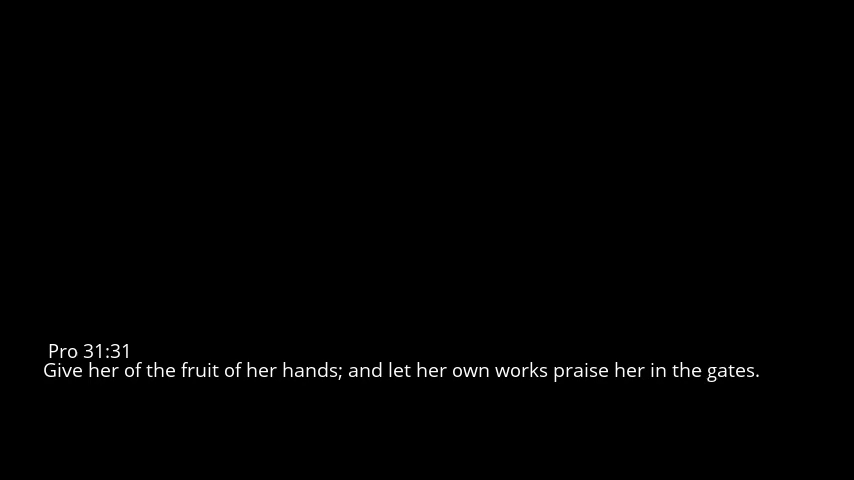 Pro 31:31
Give her of the fruit of her hands; and let her own works praise her in the gates.